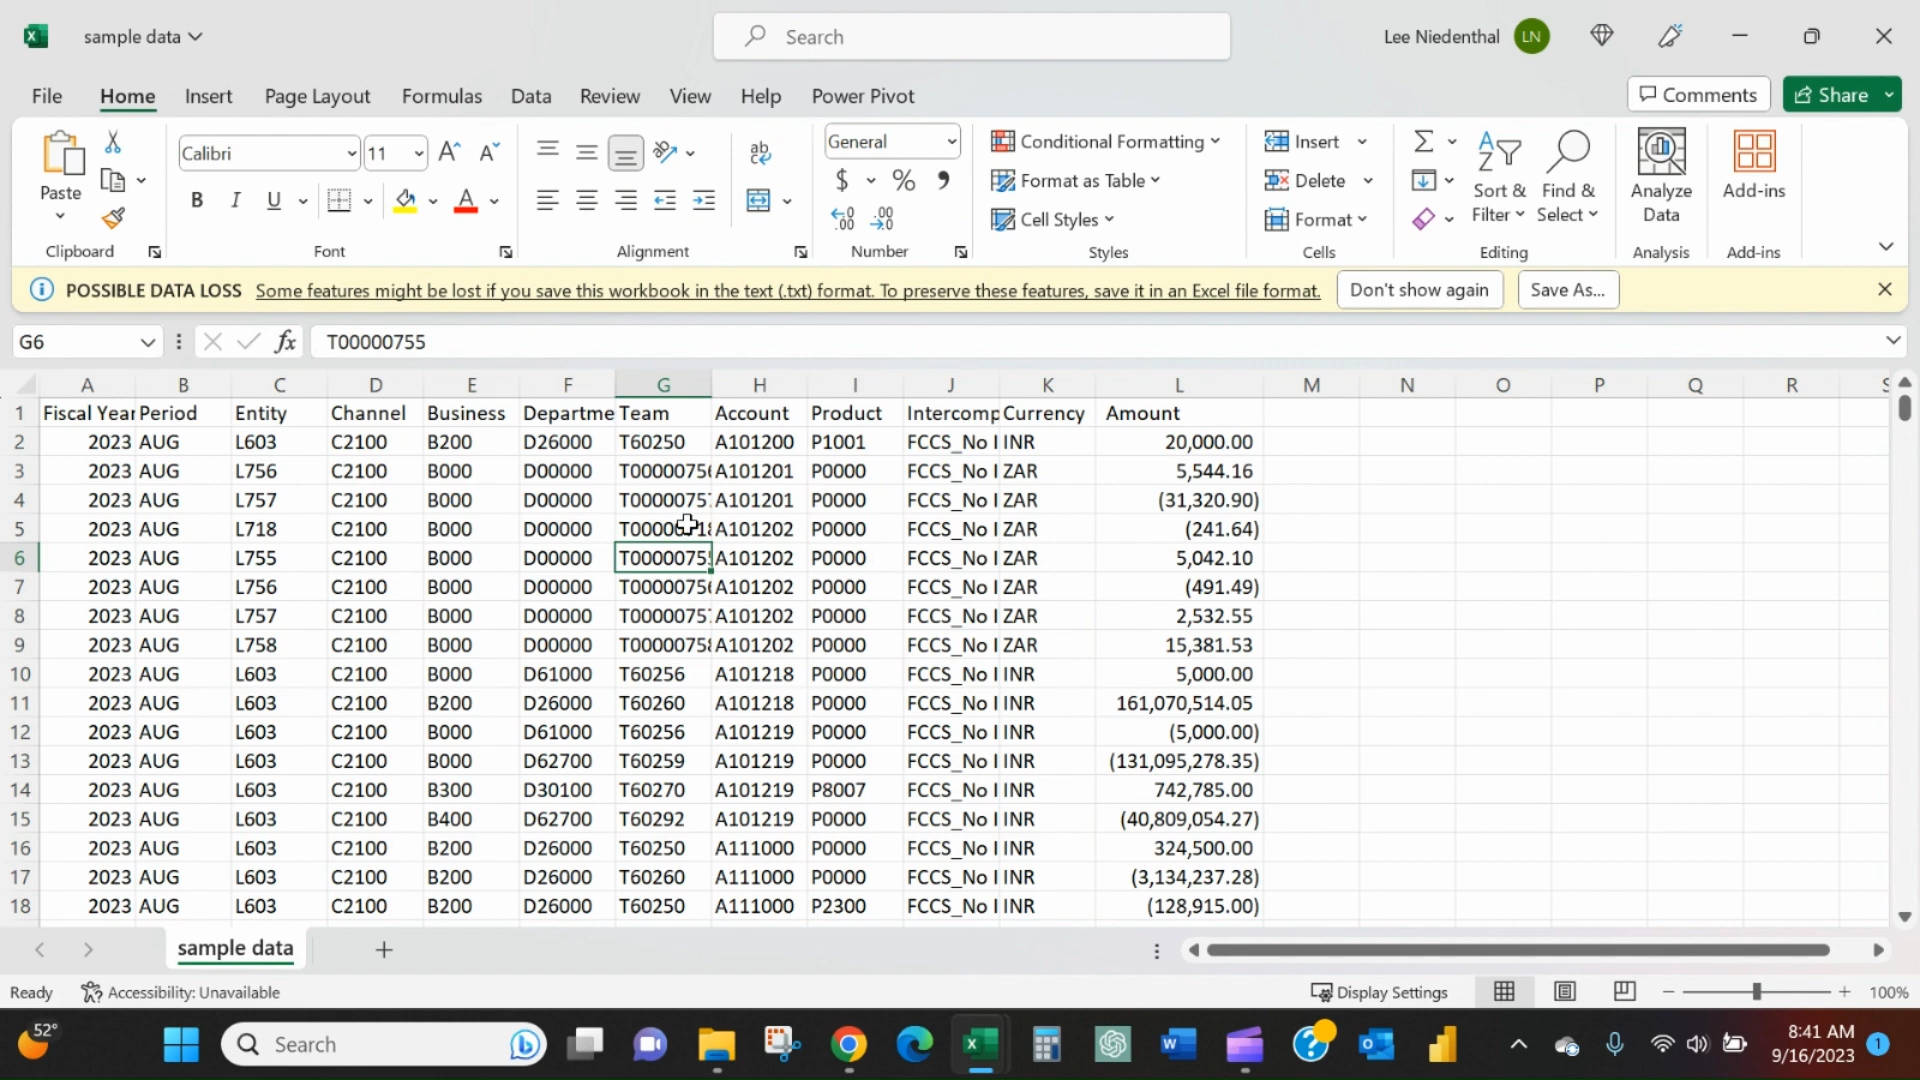 sample data
Search
Lee Niedenthal LN
File Home Insert Page Layout Formulas Data Review View Help Power Pivot Comments Share
Paste
Calibri 11
B I U
ab
General
$ % 9
Conditional Formatting
Format as Table
Cell Styles
Insert
Delete
Format
Sort & Filter
Find & Select
Analyze Data
Add-ins
Clipboard Font Alignment Number Styles Cells Editing Analysis Add-ins
POSSIBLE DATA LOSS Some features might be lost if you save this workbook in the text (.txt) format. To preserve these features, save it in an Excel file format. Don't show again Save As...
G6 fx T00000755
A B C D E F G H I J K L M N O P Q R S
1 Fiscal Year Period Entity Channel Business Departme Team Account Product Intercomp Currency Amount
2 2023 AUG L603 C2100 B200 D26000 T60250 A101200 P1001 FCCS_No I INR 20,000.00
3 2023 AUG L756 C2100 B000 D00000 T00000756 A101201 P0000 FCCS_No I ZAR 5,544.16
4 2023 AUG L757 C2100 B000 D00000 T00000757 A101201 P0000 FCCS_No I ZAR (31,320.90)
5 2023 AUG L718 C2100 B000 D00000 A101202 P0000 FCCS_No I ZAR (241.64)
6 2023 AUG L755 C2100 B000 D00000 T00000755 A101202 P0000 FCCS_No I ZAR 5,042.10
7 2023 AUG L756 C2100 B000 D00000 T00000756 A101202 P0000 FCCS_No I ZAR (491.49)
8 2023 AUG L757 C2100 B000 D00000 T00000757 A101202 P0000 FCCS_No I ZAR 2,532.55
9 2023 AUG L758 C2100 B000 D00000 T00000758 A101202 P0000 FCCS_No I ZAR 15,381.53
10 2023 AUG L603 C2100 B000 D61000 T60256 A101218 P0000 FCCS_No I INR 5,000.00
11 2023 AUG L603 C2100 B200 D26000 T60260 A101218 P0000 FCCS_No I INR 161,070,514.05
12 2023 AUG L603 C2100 B000 D61000 T60256 A101219 P0000 FCCS_No I INR (5,000.00)
13 2023 AUG L603 C2100 B000 D62700 T60259 A101219 P0000 FCCS_No I INR (131,095,278.35)
14 2023 AUG L603 C2100 B300 D30100 T60270 A101219 P8007 FCCS_No I INR 742,785.00
15 2023 AUG L603 C2100 B400 D62700 T60292 A101219 P0000 FCCS_No I INR (40,809,054.27)
16 2023 AUG L603 C2100 B200 D26000 T60250 A111000 P0000 FCCS_No I INR 324,500.00
17 2023 AUG L603 C2100 B200 D26000 T60260 A111000 P0000 FCCS_No I INR (3,134,237.28)
18 2023 AUG L603 C2100 B200 D26000 T60250 A111000 P2300 FCCS_No I INR (128,915.00)
sample data
Ready Accessibility: Unavailable Display Settings 100%
52° Search 8:41 AM
9/16/2023 1